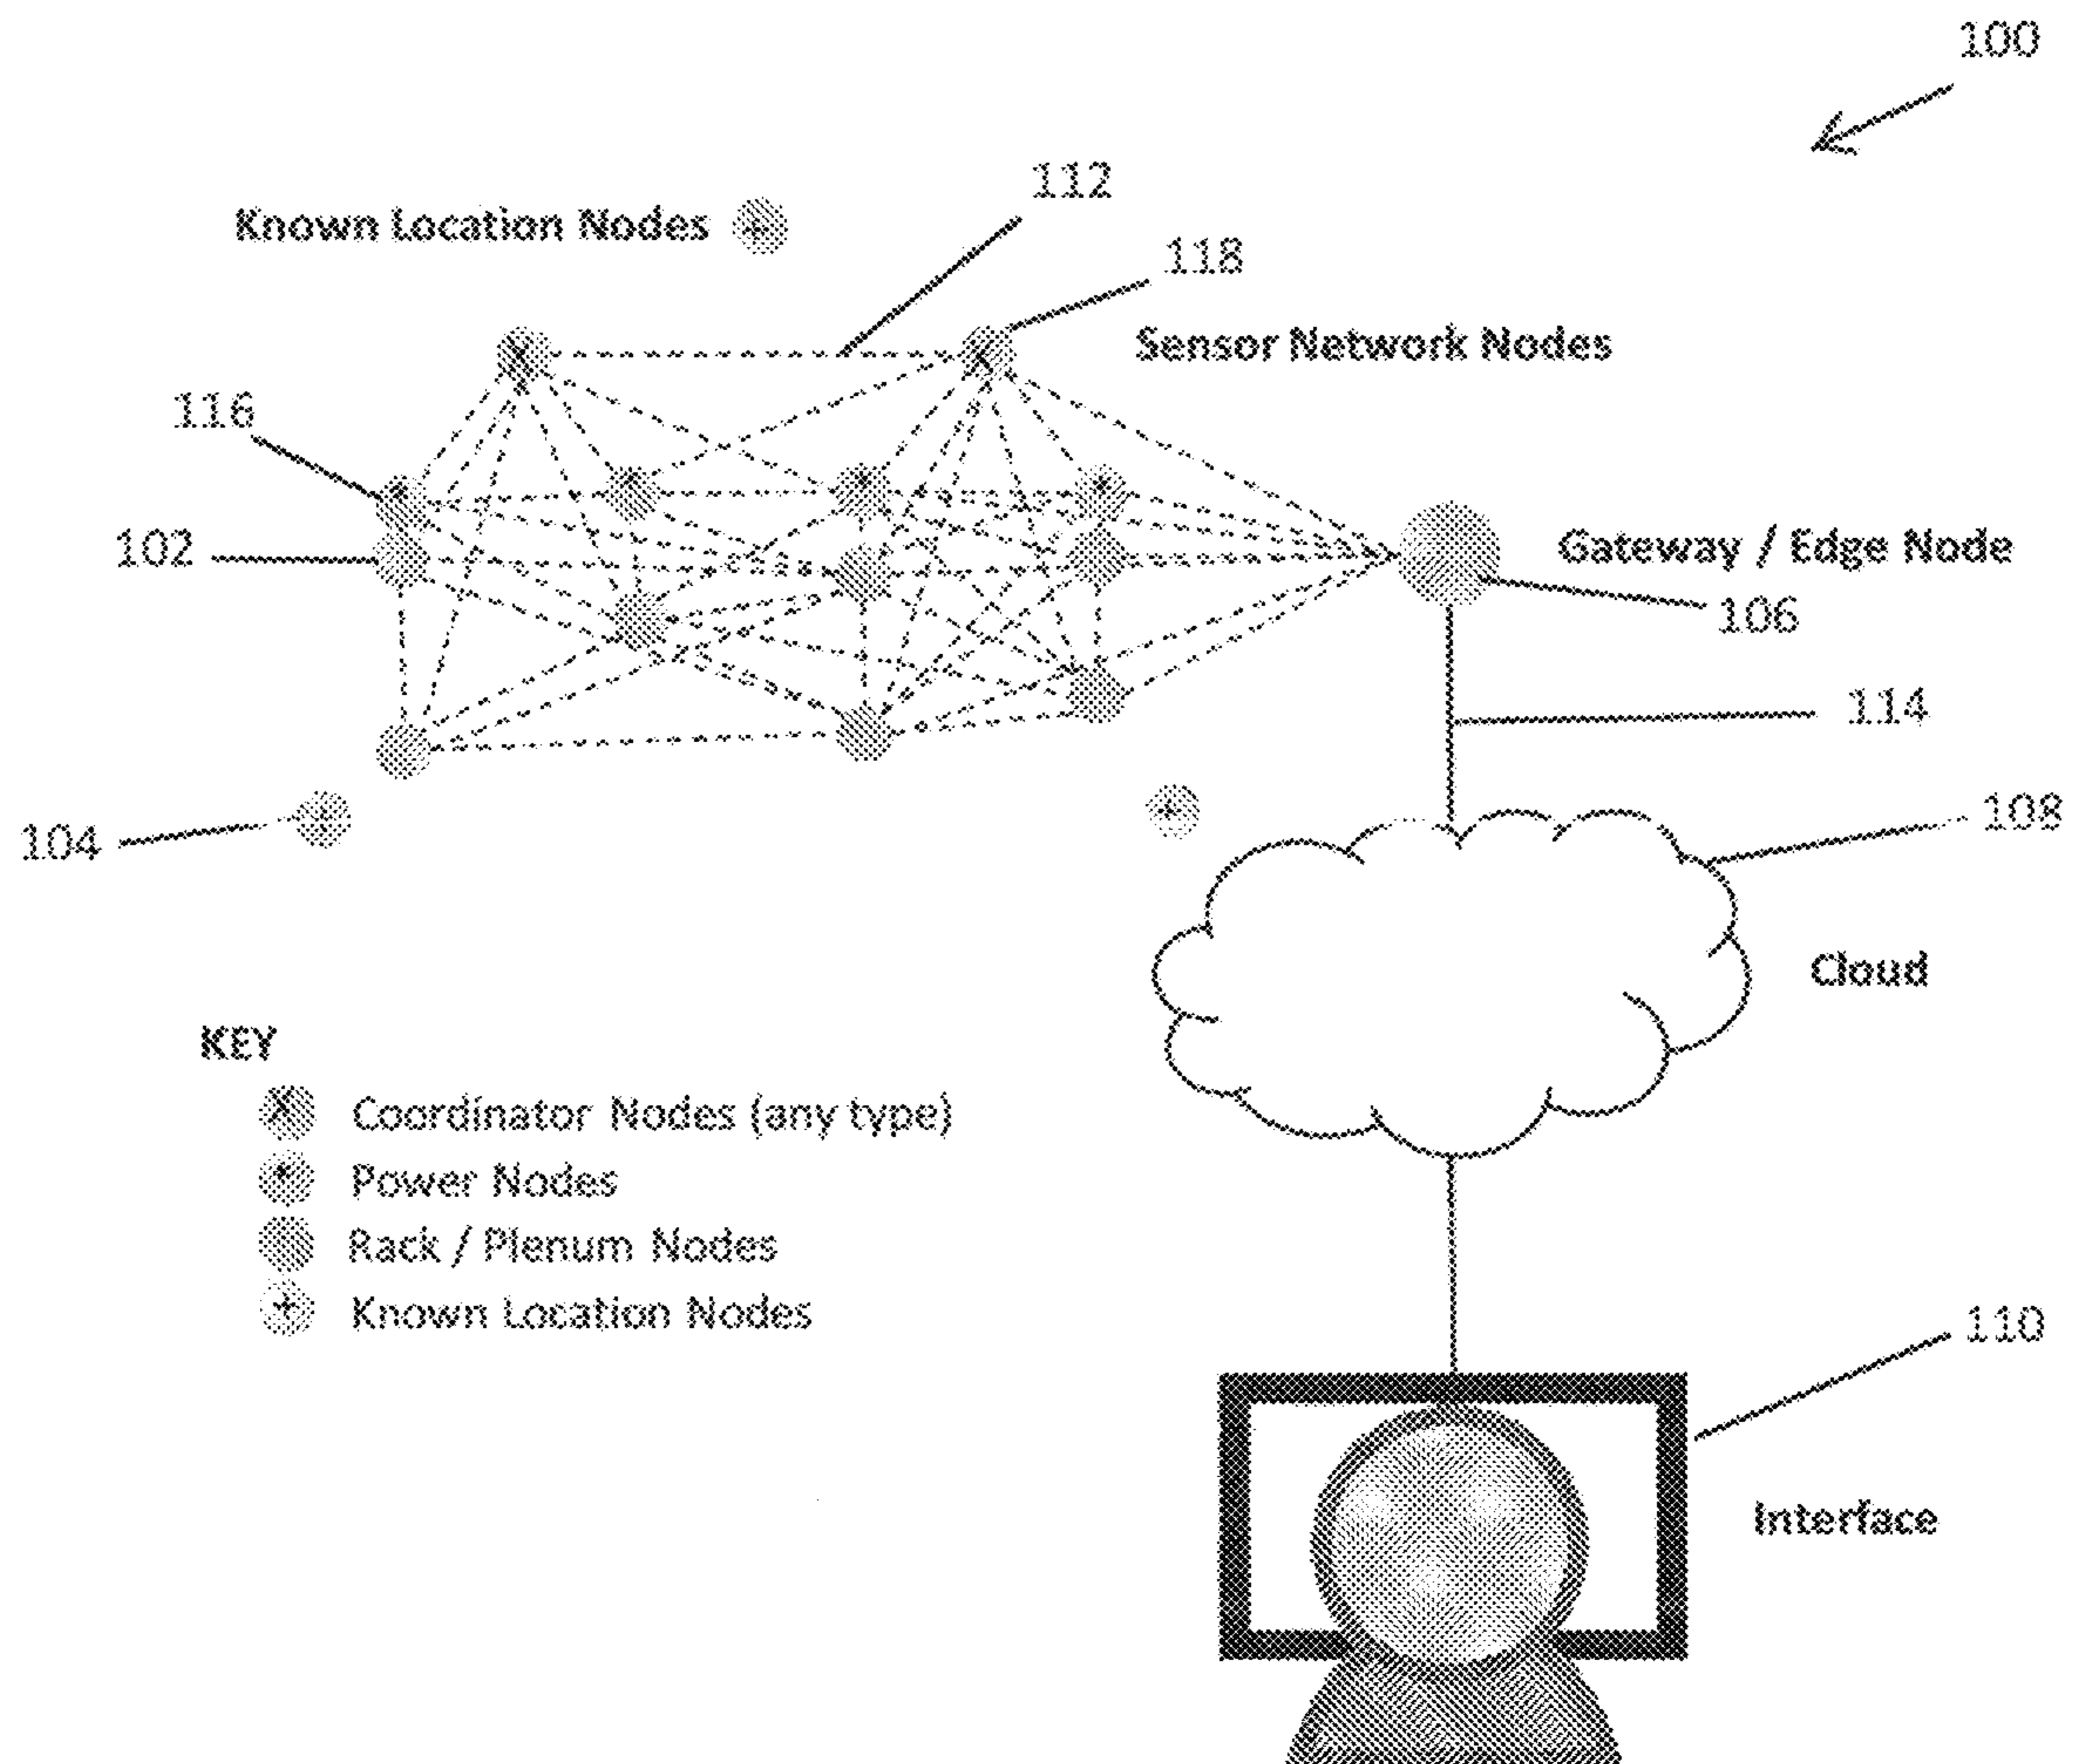 100
112
Known Location Nodes
118
Sensor Network Nodes
116
102
Gateway / Edge Node
106
114
108
104
Cloud
KEY
Coordinator Nodes (any type)
Power Nodes
Rack / Plenum Nodes
Known Location Nodes
110
Interface